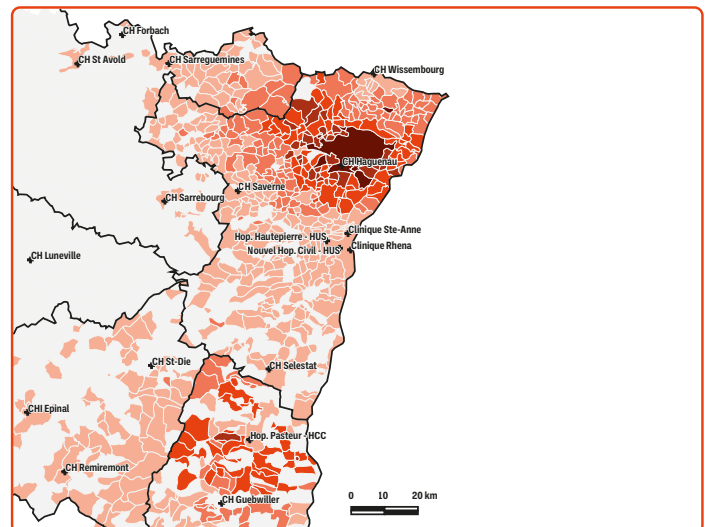 CH Forbach
CH St Avold
CH Sarreguemines
CH Wissembourg
CH Haguenau
CH Saverne
CH Sarrebourg
Clinique Ste-Anne
Hop. Hautepierre - HUS
Clinique Rhena
Nouvel Hop. Civil - HUS
CH Luneville
CH St-Die
CH Selestat
CHI Epinal
Hop. Pasteur - HCC
CH Remiremont
CH Guebwiller
0 10 20 km